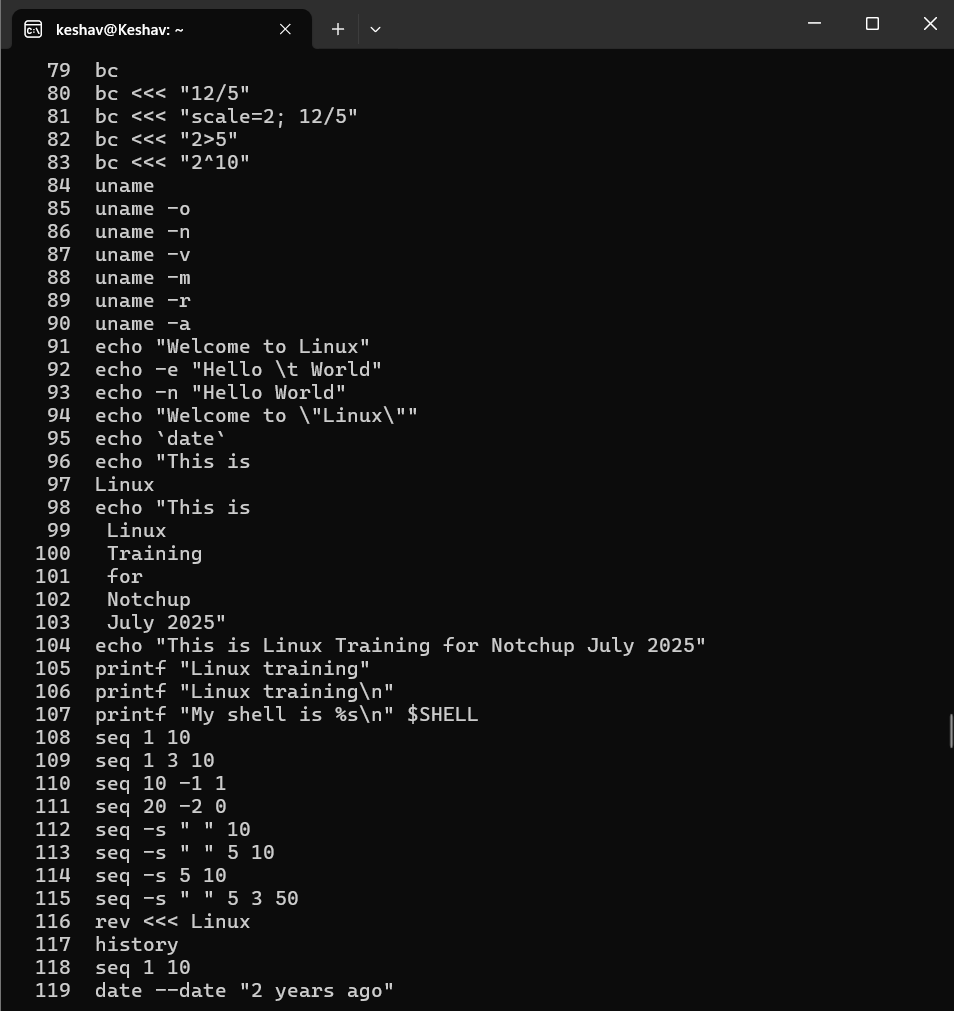 keshav@Keshav: ~
79 bc
80 bc <<< "12/5"
81 bc <<< "scale=2; 12/5"
82 bc <<< "2>5"
83 bc <<< "2^10"
84 uname
85 uname -o
86 uname -n
87 uname -v
88 uname -m
89 uname -r
90 uname -a
91 echo "Welcome to Linux"
92 echo -e "Hello \t World"
93 echo -n "Hello World"
94 echo "Welcome to \"Linux\""
95 echo `date`
96 echo "This is
97 Linux
98 echo "This is
99  Linux
100  Training
101  for
102  Notchup
103  July 2025"
104 echo "This is Linux Training for Notchup July 2025"
105 printf "Linux training"
106 printf "Linux training\n"
107 printf "My shell is %s\n" $SHELL
108 seq 1 10
109 seq 1 3 10
110 seq 10 -1 1
111 seq 20 -2 0
112 seq -s " " 10
113 seq -s " " 5 10
114 seq -s 5 10
115 seq -s " " 5 3 50
116 rev <<< Linux
117 history
118 seq 1 10
119 date --date "2 years ago"